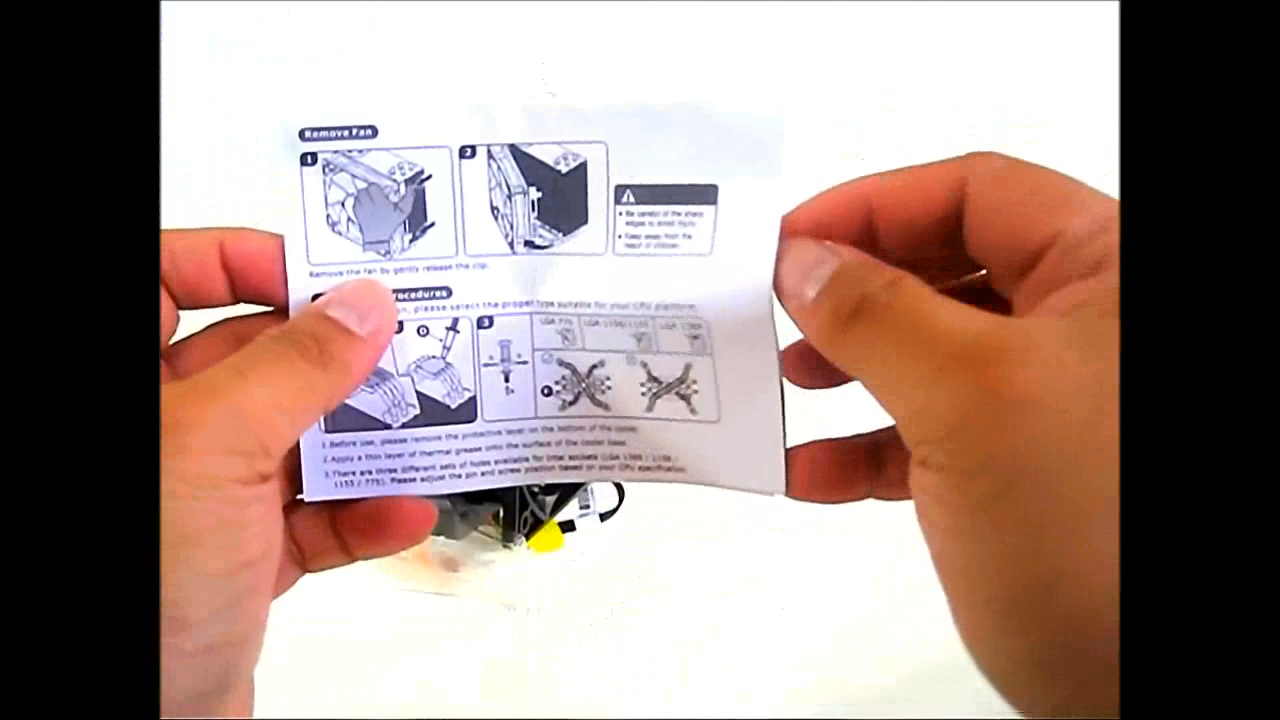 Remove Fan
1
2
• Be careful of the sharp
edges to avoid injury.
• Keep away from the
reach of children.
Remove the fan by gently release the clip.
rocedures
on, please select the proper type suitable for your CPU platform.
3
LGA 775
LGA 1156/1155
LGA 1366
1.Before use, please remove the protective layer on the bottom of the cooler.
2.Apply a thin layer of thermal grease onto the surface of the cooler base.
3.There are three different sets of holes available for Intel sockets (LGA 1366 / 1156 /
1155 / 775). Please adjust the pin and screw position based on your CPU specification.